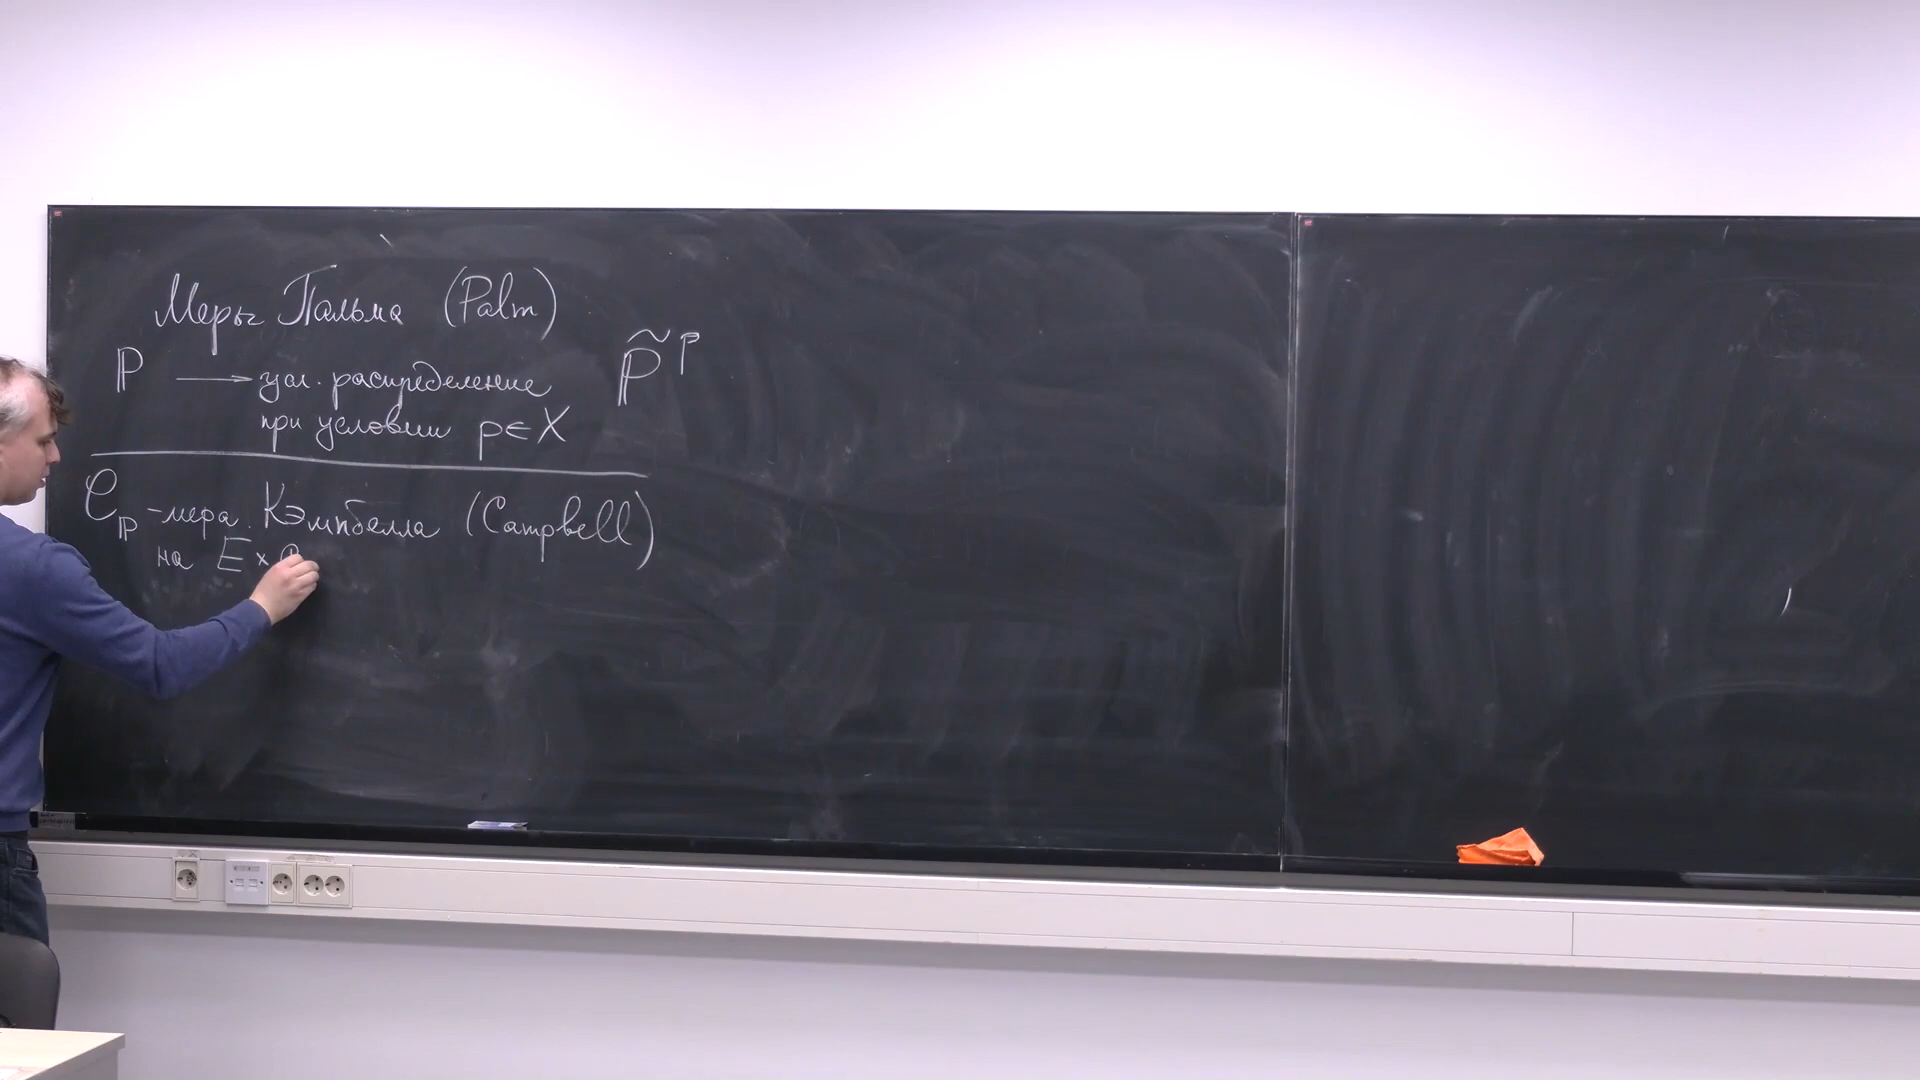 Меры Пальма (Palm)
ℙ → усл. распределение ℙ̃ᵖ
при условии p∈X
𝒞_ℙ - мера Кэмпбелла (Campbell)
на E ×